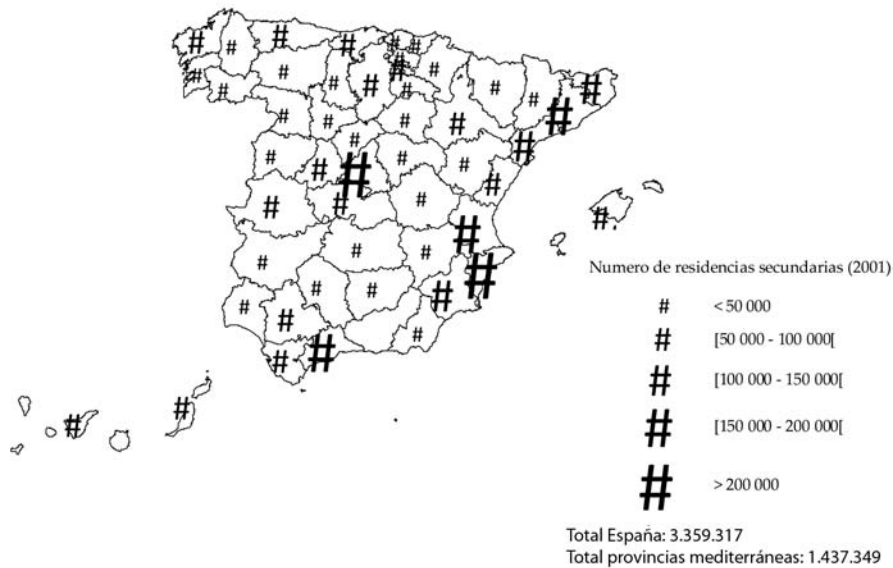 Numero de residencias secundarias (2001)
# < 50 000
# [50 000 - 100 000[
# [100 000 - 150 000[
# [150 000 - 200 000[
# > 200 000
Total España: 3.359.317
Total provincias mediterráneas: 1.437.349